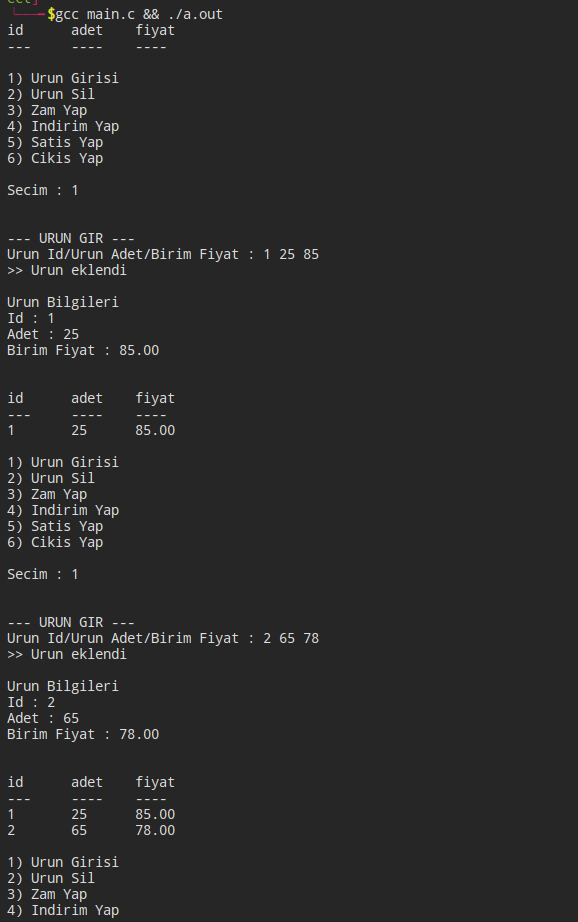 $gcc main.c && ./a.out
id      adet    fiyat
---     ----    ----
1) Urun Girisi
2) Urun Sil
3) Zam Yap
4) Indirim Yap
5) Satis Yap
6) Cikis Yap
Secim : 1
--- URUN GIR ---
Urun Id/Urun Adet/Birim Fiyat : 1 25 85
>> Urun eklendi
Urun Bilgileri
Id : 1
Adet : 25
Birim Fiyat : 85.00
id      adet    fiyat
---     ----    ----
1       25      85.00
1) Urun Girisi
2) Urun Sil
3) Zam Yap
4) Indirim Yap
5) Satis Yap
6) Cikis Yap
Secim : 1
--- URUN GIR ---
Urun Id/Urun Adet/Birim Fiyat : 2 65 78
>> Urun eklendi
Urun Bilgileri
Id : 2
Adet : 65
Birim Fiyat : 78.00
id      adet    fiyat
---     ----    ----
1       25      85.00
2       65      78.00
1) Urun Girisi
2) Urun Sil
3) Zam Yap
4) Indirim Yap